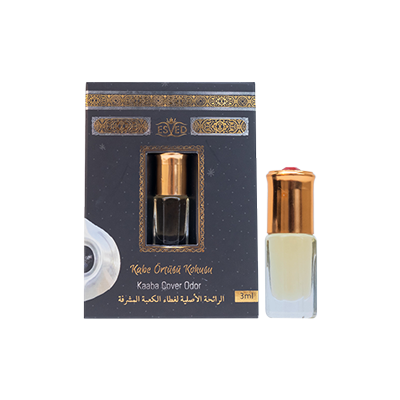 ESVED
Kabe Örtüsü Kokusu
Kaaba Cover Odor
الرائحة الأصلية لغطاء الكعبة المشرفة
3ml